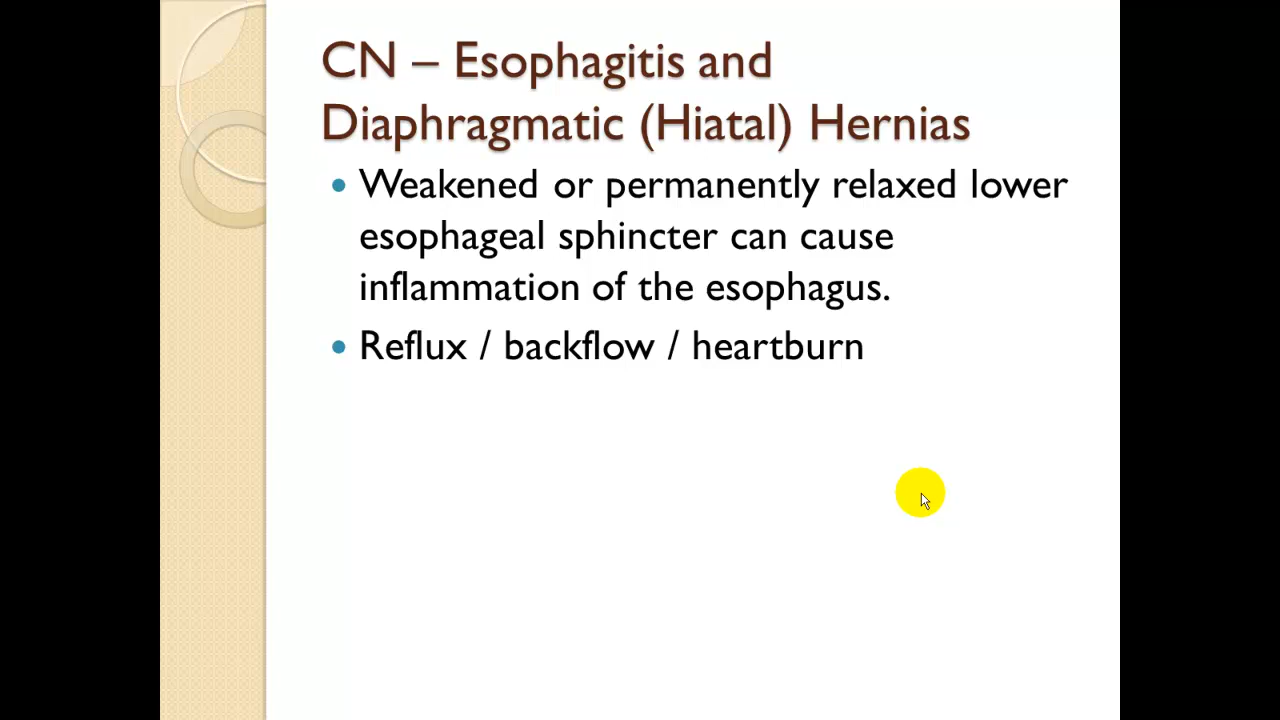 CN – Esophagitis and
Diaphragmatic (Hiatal) Hernias
• Weakened or permanently relaxed lower
esophageal sphincter can cause
inflammation of the esophagus.
• Reflux / backflow / heartburn